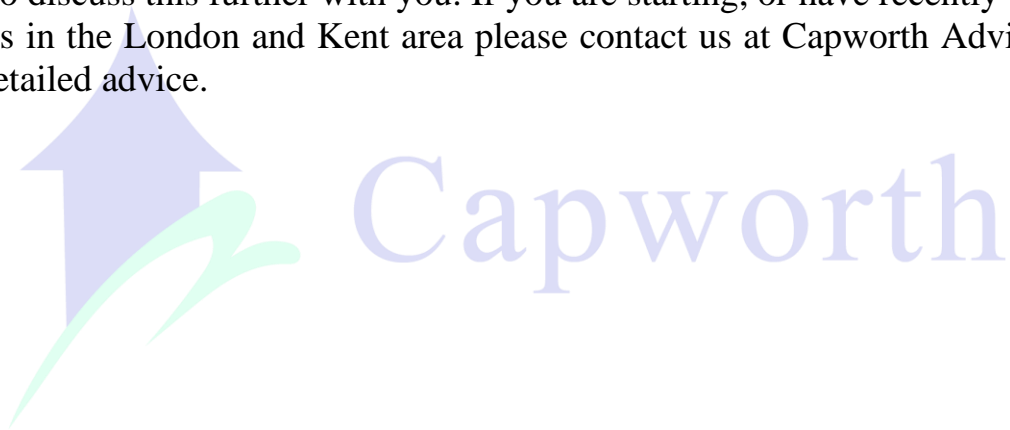 o discuss this further with you. If you are starting, or have recently
s in the London and Kent area please contact us at Capworth Advi
etailed advice.
Capworth